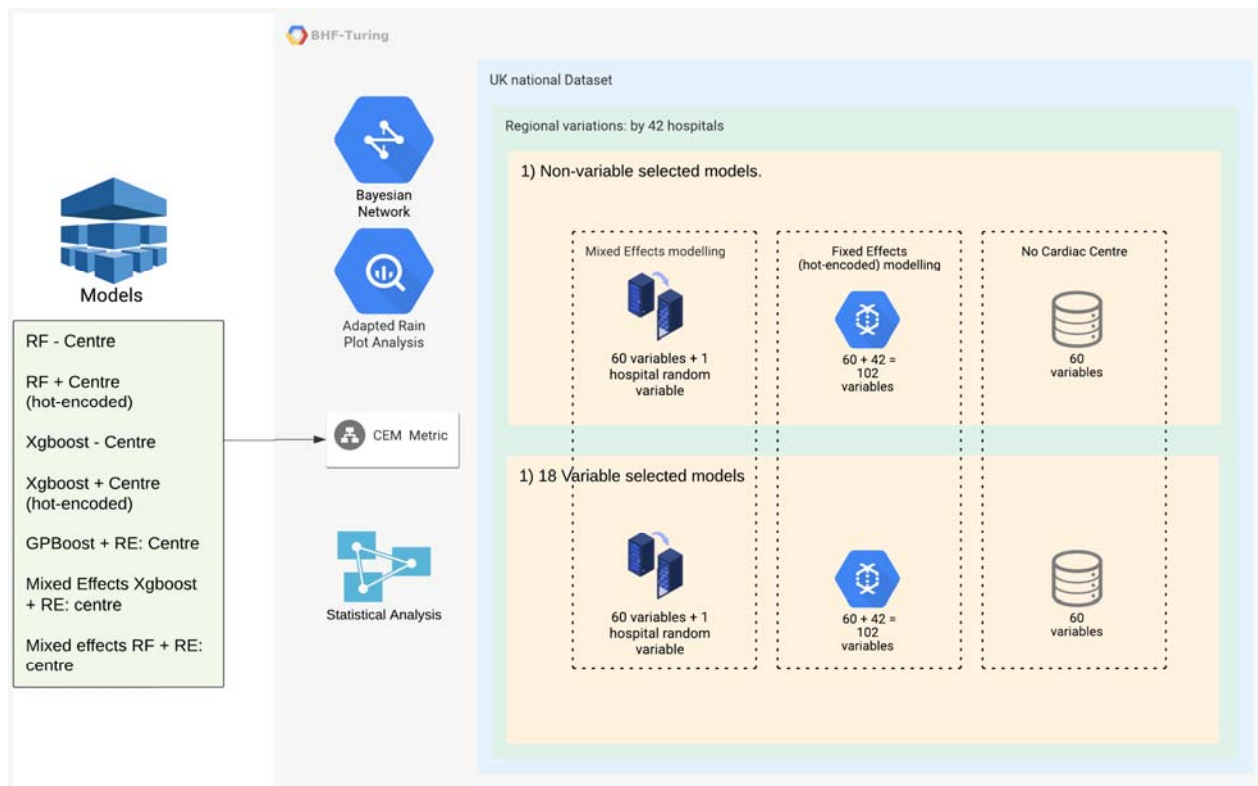 BHF-Turing
Models
RF - Centre
RF + Centre
(hot-encoded)
Xgboost - Centre
Xgboost + Centre
(hot-encoded)
GPBoost + RE: Centre
Mixed Effects Xgboost
+ RE: centre
Mixed effects RF + RE:
centre
Bayesian
Network
Adapted Rain
Plot Analysis
CEM Metric
Statistical Analysis
UK national Dataset
Regional variations: by 42 hospitals
1) Non-variable selected models.
Mixed Effects modelling
60 variables + 1
hospital random
variable
Fixed Effects
(hot-encoded) modelling
60 + 42 =
102
variables
No Cardiac Centre
60
variables
1) 18 Variable selected models
60 variables + 1
hospital random
variable
60 + 42 =
102
variables
60
variables